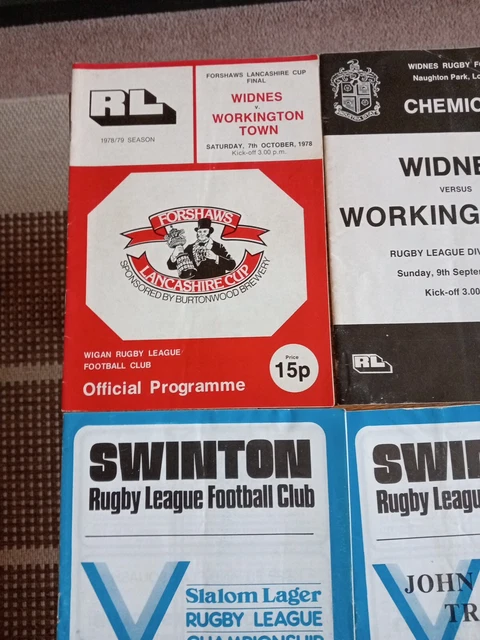 RL
1978/79 SEASON
FORSHAWS LANCASHIRE CUP
FINAL
WIDNES
v.
WORKINGTON
TOWN
SATURDAY, 7th OCTOBER, 1978
Kick-off 3.00 p.m.
FORSHAWS
LANCASHIRE CUP
SPONSORED BY BURTONWOOD BREWERY
WIGAN RUGBY LEAGUE
FOOTBALL CLUB
Official Programme
Price
15p
WIDNES RUGBY FO
Naughton Park, Lo
CHEMIC
WIDNE
VERSUS
WORKING
RUGBY LEAGUE DIV
Sunday, 9th Septe
Kick-off 3.00
RL
SWINTON
Rugby League Football Club
Slalom Lager
RUGBY LEAGUE
CHAMPIONSHIP
SWI
Rugby Leagu
JOHN
TR